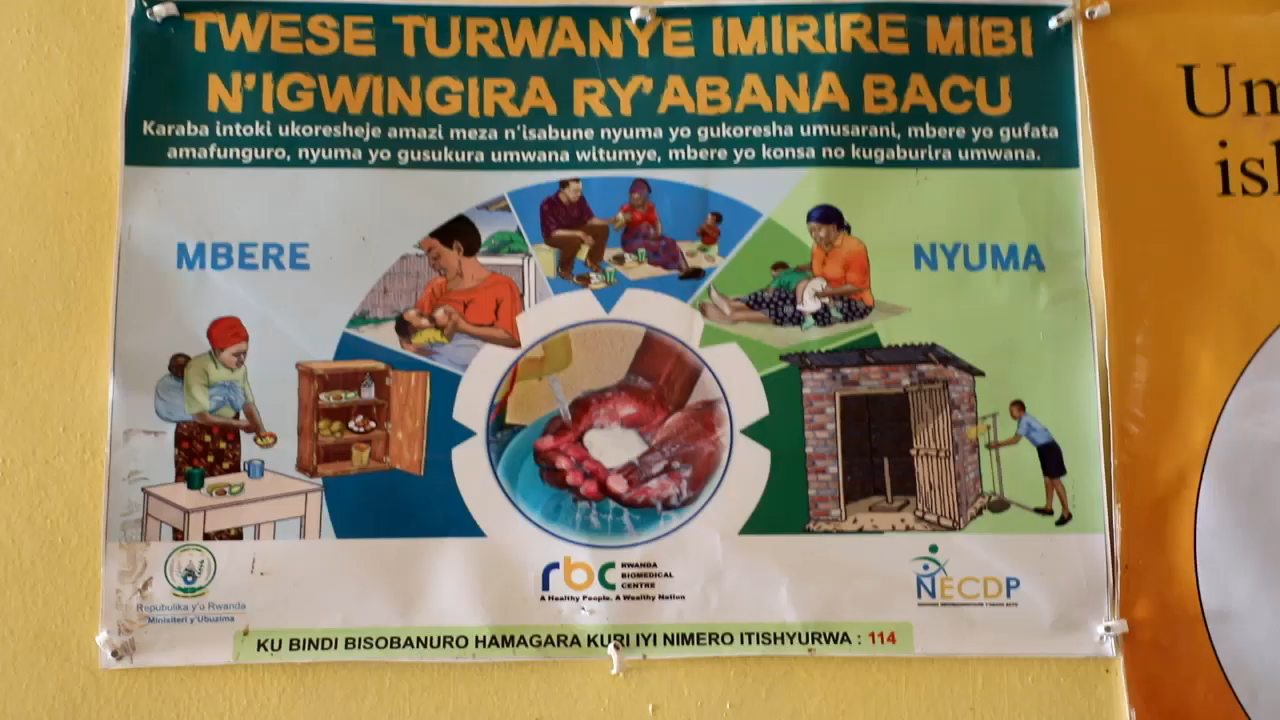 TWESE TURWANYE IMIRIRE MIBI
N'IGWINGIRA RY'ABANA BACU
Karaba intoki ukoresheje amazi meza n'isabune nyuma yo gukoresha umusarani, mbere yo gufata
amafunguro, nyuma yo gusukura umwana witumye, mbere yo konsa no kugaburira umwana.
MBERE
NYUMA
Repubulika y'u Rwanda
Minisiteri y'Ubuzima
rbc
RWANDA
BIOMEDICAL
CENTRE
A Healthy People, A Wealthy Nation
NECDP
KU BINDI BISOBANURO HAMAGARA KURI IYI NIMERO ITISHYURWA : 114
Um
ish